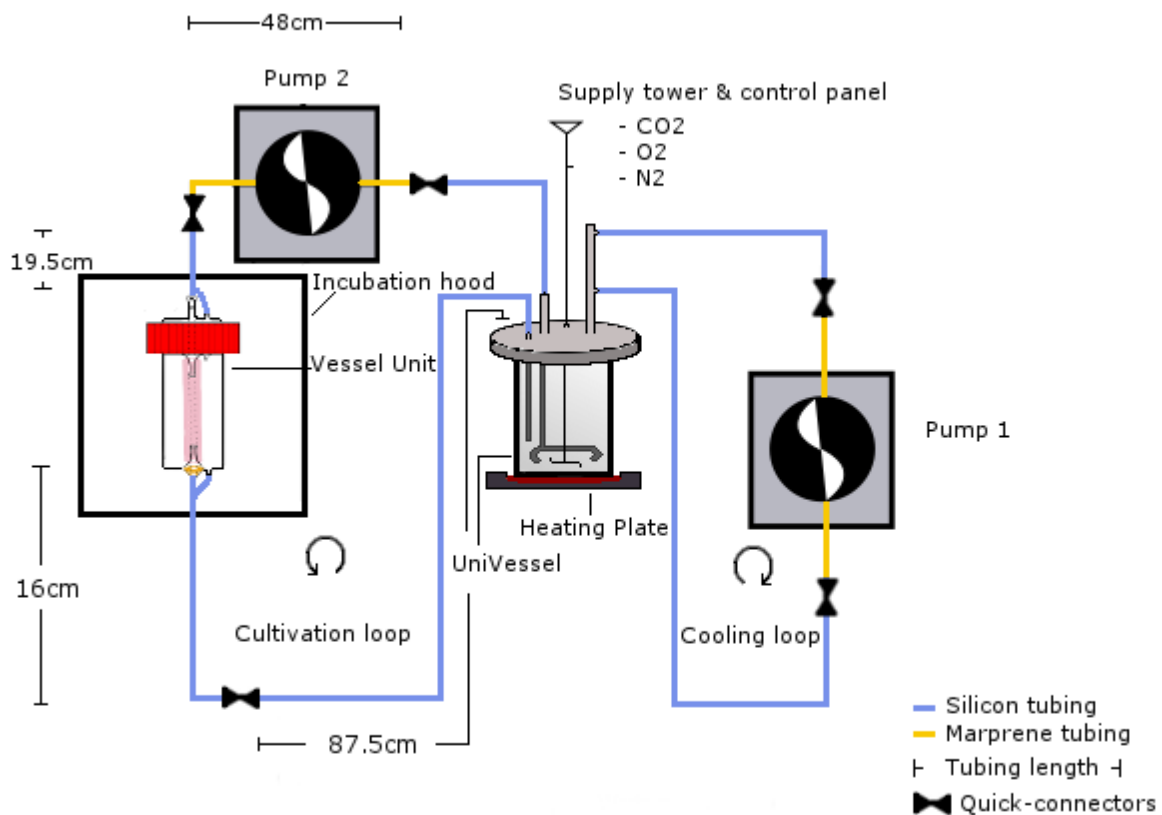 48cm
Pump 2
Supply tower & control panel
- CO2
- O2
- N2
19.5cm
Incubation hood
Vessel Unit
Pump 1
Heating Plate
UniVessel
16cm
Cultivation loop
Cooling loop
87.5cm
Silicon tubing
Marprene tubing
Tubing length
Quick-connectors